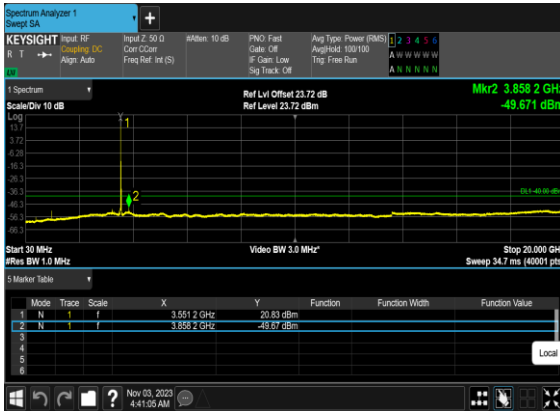 Spectrum Analyzer 1
Swept SA
+
KEYSIGHT
R T
LXI
Input: RF
Coupling: DC
Align: Auto
Input Z: 50 Ω
Corr CCorr
Freq Ref: Int (S)
#Atten: 10 dB
PNO: Fast
Gate: Off
IF Gain: Low
Sig Track: Off
Avg Type: Power (RMS)
Avg|Hold: 100/100
Trig: Free Run
1 2 3 4 5 6
A W W W W W
A N N N N N
1 Spectrum
Scale/Div 10 dB
Ref Lvl Offset 23.72 dB
Ref Level 23.72 dBm
Mkr2 3.858 2 GHz
-49.671 dBm
Log
13.7
3.72
-6.28
-16.3
-26.3
-36.3
-46.3
-56.3
-66.3
1
2
DL1 -40.00 dBm
Start 30 MHz
#Res BW 1.0 MHz
Video BW 3.0 MHz*
Stop 20.000 GHz
Sweep 34.7 ms (40001 pts)
5 Marker Table
Mode Trace Scale X Y Function Function Width Function Value
1 N 1 f 3.551 2 GHz 20.83 dBm
2 N 1 f 3.858 2 GHz -49.67 dBm
3
4
5
6
Local
?
Nov 03, 2023
4:41:05 AM